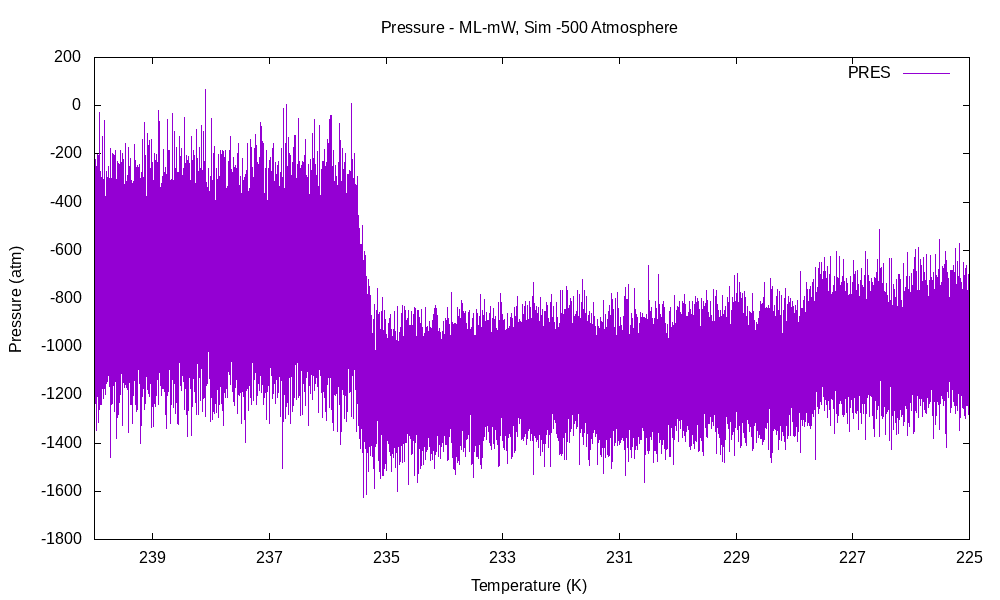 Pressure - ML-mW, Sim -500 Atmosphere
PRES
200
0
-200
-400
-600
-800
-1000
-1200
-1400
-1600
-1800
Pressure (atm)
239 237 235 233 231 229 227 225
Temperature (K)